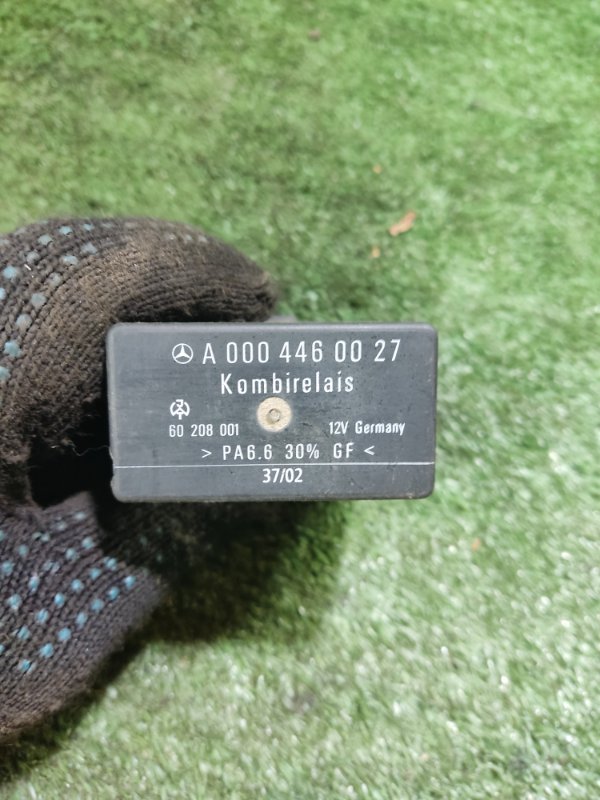 A 000 446 00 27
Kombirelais
60 208 001 12V Germany
> PA6.6 30% GF <
37/02